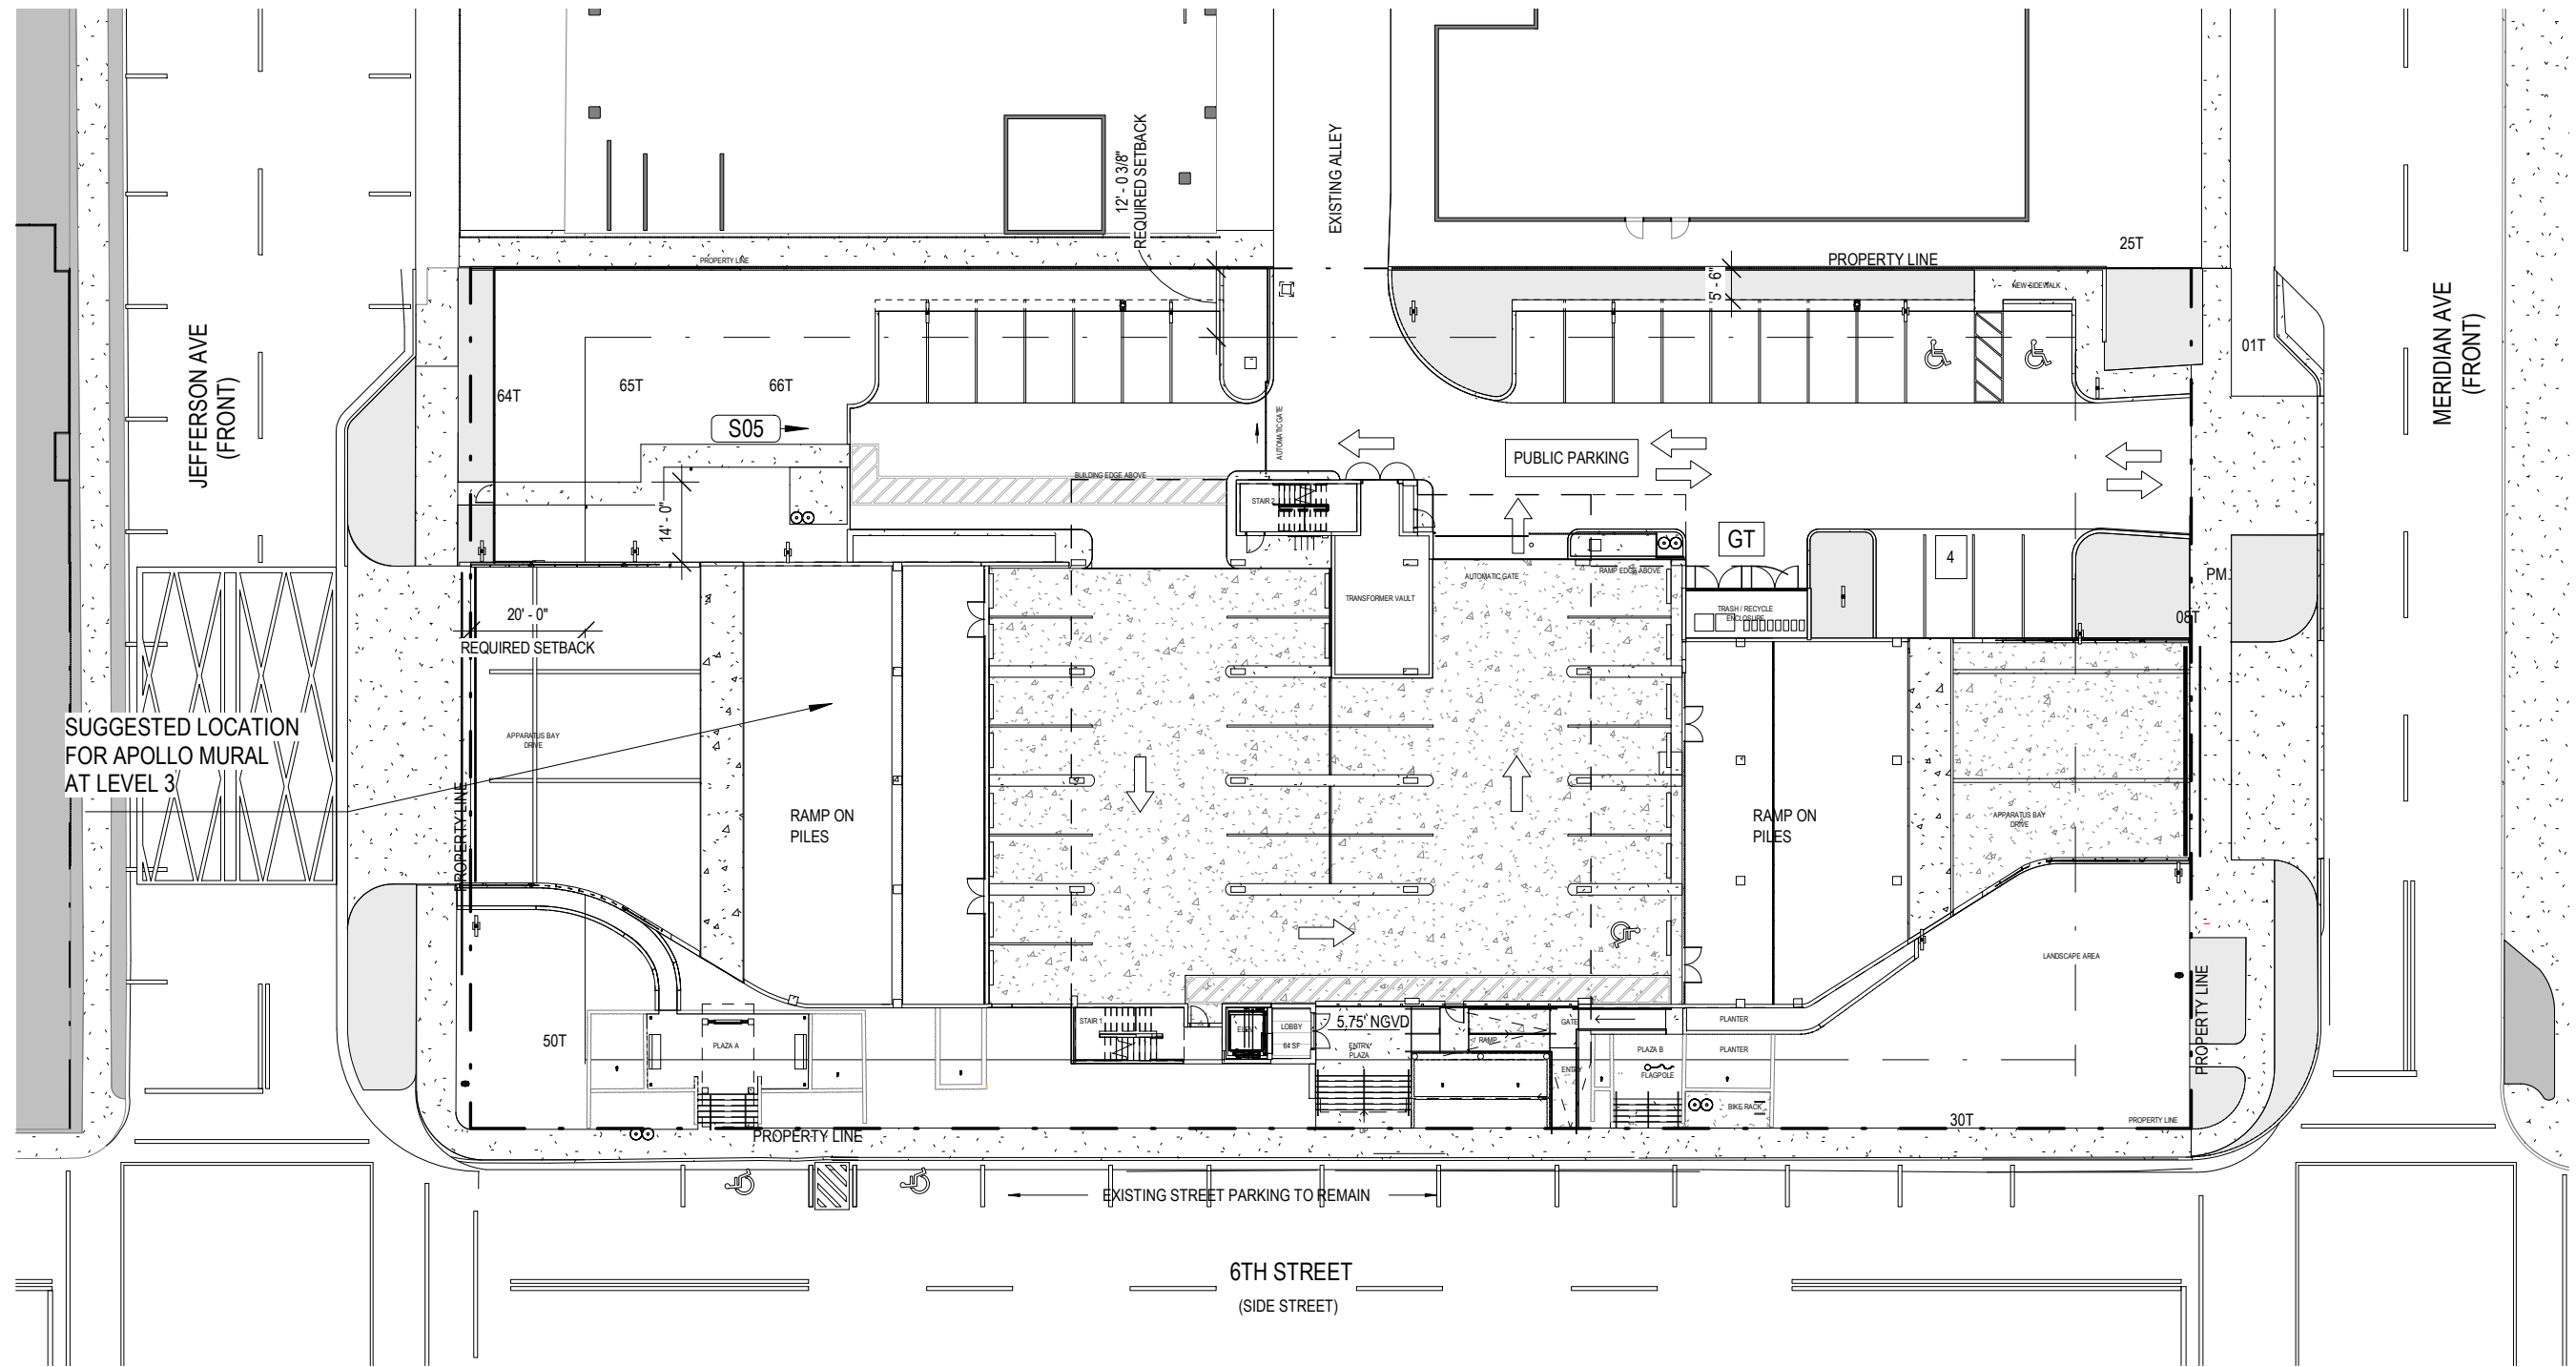 12' - 0 3/8"
REQUIRED SETBACK
EXISTING ALLEY
25T
PROPERTY LINE
PROPERTY LINE
5' - 6"
NEW SIDEWALK
JEFFERSON AVE
(FRONT)
MERIDIAN AVE
(FRONT)
01T
64T
65T
66T
S05
AUTOMATIC GATE
PUBLIC PARKING
BUILDING EDGE ABOVE
STAIR 2
14' - 0"
GT
4
AUTOMATIC GATE
RAMP EDGE ABOVE
PM
TRANSFORMER VAULT
TRASH / RECYCLE
ENCLOSURE
08T
20' - 0"
REQUIRED SETBACK
SUGGESTED LOCATION
FOR APOLLO MURAL
AT LEVEL 3
APPARATUS BAY
DRIVE
PROPERTY LINE
RAMP ON
PILES
RAMP ON
PILES
APPARATUS BAY
DRIVE
LANDSCAPE AREA
PROPERTY LINE
50T
PLAZA A
STAIR 1
ELEV
LOBBY
64 SF
5.75' NGVD
ENTRY
PLAZA
RAMP
GATE
ENTRY
PLANTER
PLAZA B
PLANTER
FLAGPOLE
BIKE RACK
UP
30T
PROPERTY LINE
PROPERTY LINE
EXISTING STREET PARKING TO REMAIN
6TH STREET
(SIDE STREET)